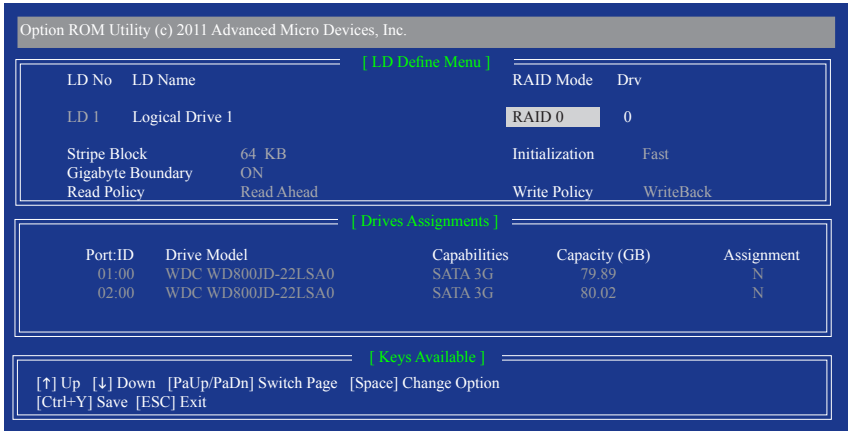 Option ROM Utility (c) 2011 Advanced Micro Devices, Inc.
[ LD Define Menu ]
LD No LD Name RAID Mode Drv
LD 1 Logical Drive 1 RAID 0 0
Stripe Block 64 KB Initialization Fast
Gigabyte Boundary ON
Read Policy Read Ahead Write Policy WriteBack
[ Drives Assignments ]
Port:ID Drive Model Capabilities Capacity (GB) Assignment
01:00 WDC WD800JD-22LSA0 SATA 3G 79.89 N
02:00 WDC WD800JD-22LSA0 SATA 3G 80.02 N
[ Keys Available ]
[↑] Up [↓] Down [PaUp/PaDn] Switch Page [Space] Change Option
[Ctrl+Y] Save [ESC] Exit